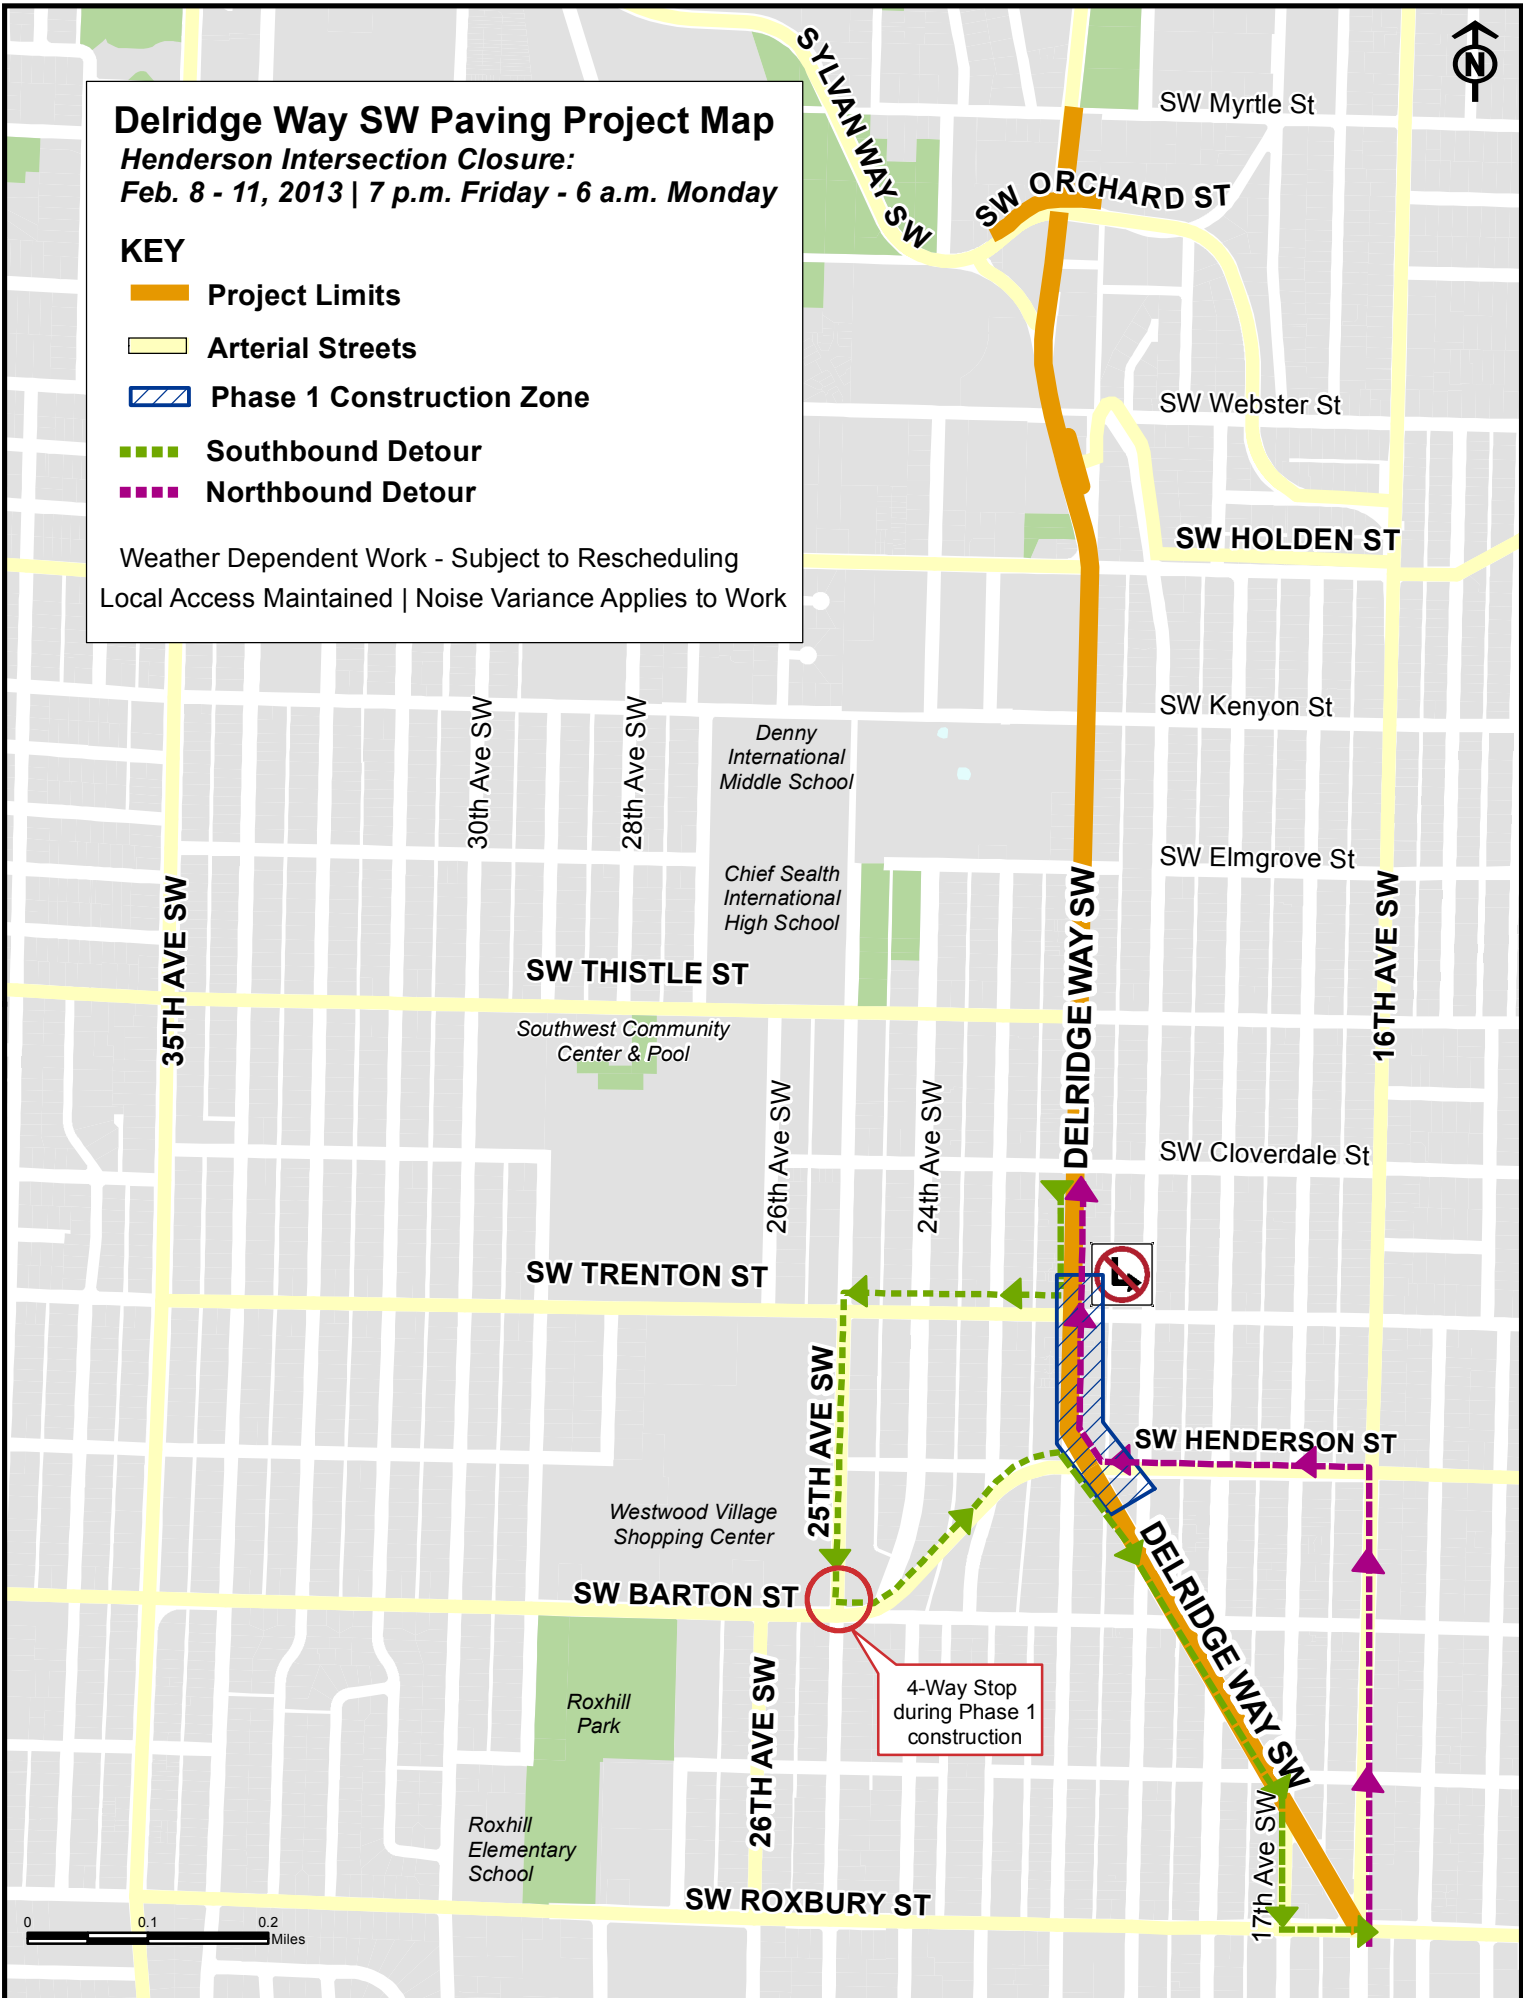 Delridge Way SW Paving Project Map
Henderson Intersection Closure:
Feb. 8 - 11, 2013 | 7 p.m. Friday - 6 a.m. Monday
KEY
Project Limits
Arterial Streets
Phase 1 Construction Zone
Southbound Detour
Northbound Detour
Weather Dependent Work - Subject to Rescheduling
Local Access Maintained | Noise Variance Applies to Work
N
SYLVAN WAY SW
SW Myrtle St
SW ORCHARD ST
SW Webster St
SW HOLDEN ST
SW Kenyon St
30th Ave SW
28th Ave SW
Denny
International
Middle School
SW Elmgrove St
Chief Sealth
International
High School
35TH AVE SW
DELRIDGE WAY SW
16TH AVE SW
SW THISTLE ST
Southwest Community
Center & Pool
26th Ave SW
24th Ave SW
SW Cloverdale St
SW TRENTON ST
25TH AVE SW
SW HENDERSON ST
Westwood Village
Shopping Center
SW BARTON ST
DELRIDGE WAY SW
4-Way Stop
during Phase 1
construction
Roxhill
Park
26TH AVE SW
17th Ave SW
Roxhill
Elementary
School
SW ROXBURY ST
0 0.1 0.2
Miles